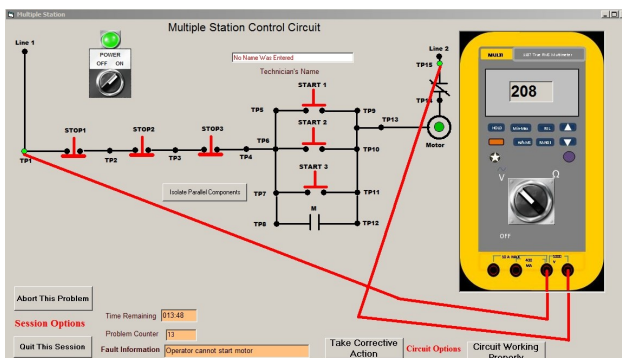 Multiple Station
Multiple Station Control Circuit
Line 1
POWER
OFF ON
No Name Was Entered
Technician's Name
Line 2
TP15
TP14
Motor
START 1
TP5
TP9
START 2
TP13
STOP1
STOP2
STOP3
TP6
TP10
TP1
TP2
TP3
TP4
START 3
Isolate Parallel Components
TP7
TP11
M
TP8
TP12
208
HOLD
REL
V
Ω
OFF
Abort This Problem
Session Options
Quit This Session
Time Remaining 013:48
Problem Counter 13
Fault Information Operator cannot start motor
Take Corrective
Action
Circuit Options
Circuit Working
Properly